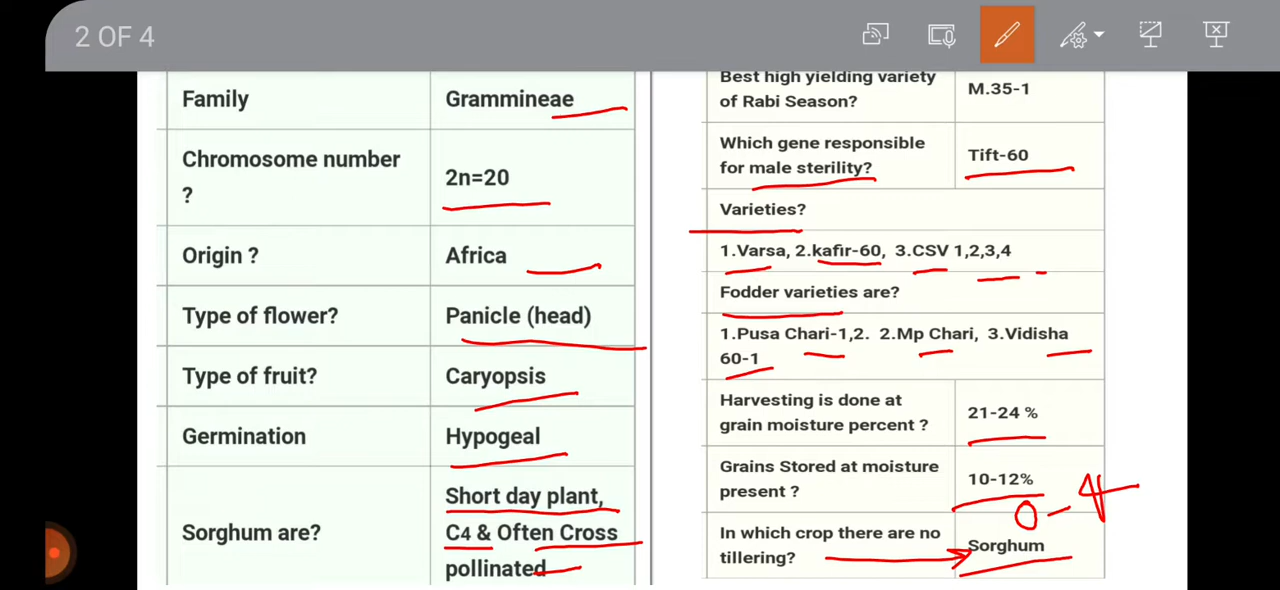 2 OF 4
Family
Grammineae
Chromosome number
?
2n=20
Origin ?
Africa
Type of flower?
Panicle (head)
Type of fruit?
Caryopsis
Germination
Hypogeal
Sorghum are?
Short day plant,
C4 & Often Cross
pollinated
Best high yielding variety
of Rabi Season?
M.35-1
Which gene responsible
for male sterility?
Tift-60
Varieties?
1.Varsa, 2.kafir-60, 3.CSV 1,2,3,4
Fodder varieties are?
1.Pusa Chari-1,2. 2.Mp Chari, 3.Vidisha
60-1
Harvesting is done at
grain moisture percent ?
21-24 %
Grains Stored at moisture
present ?
10-12%
0-4
In which crop there are no
tillering?
Sorghum